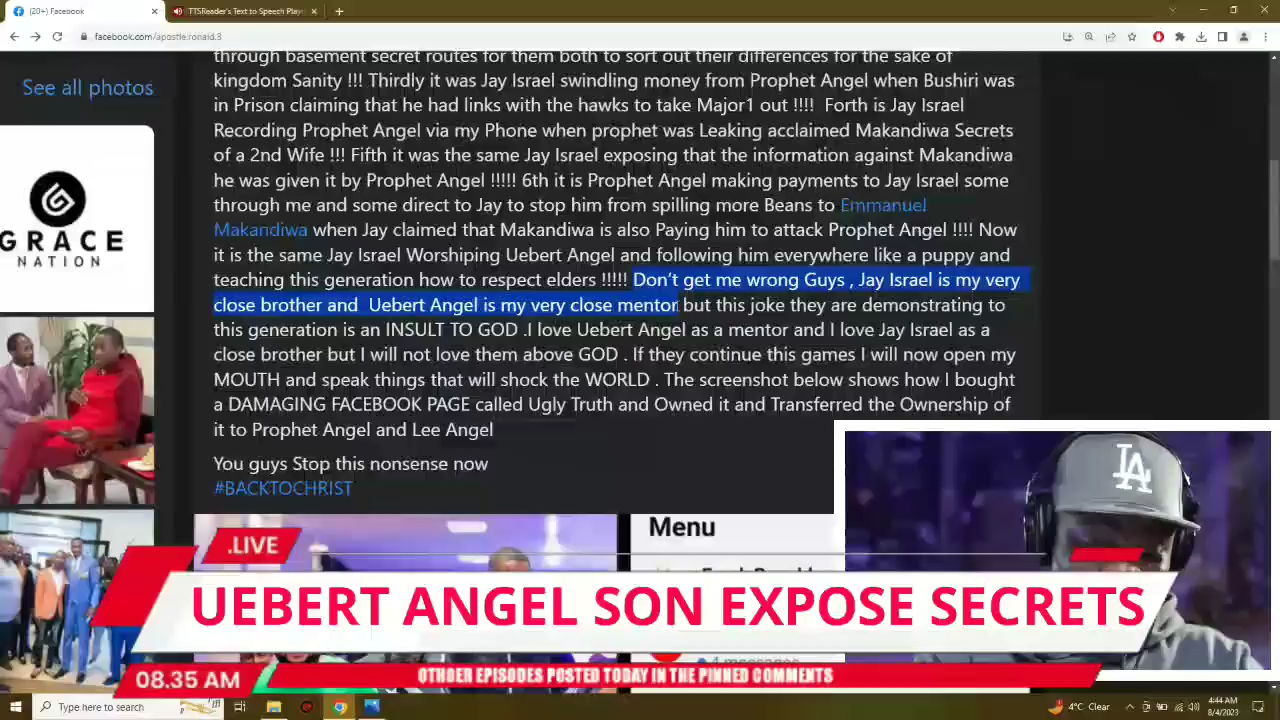 (20+) Facebook
TTSReader's Text to Speech Play
facebook.com/apostle.ronald.3
through basement secret routes for them both to sort out their differences for the sake of
kingdom Sanity !!! Thirdly it was Jay Israel swindling money from Prophet Angel when Bushiri was
in Prison claiming that he had links with the hawks to take Major1 out !!!! Forth is Jay Israel
Recording Prophet Angel via my Phone when prophet was Leaking acclaimed Makandiwa Secrets
of a 2nd Wife !!! Fifth it was the same Jay Israel exposing that the information against Makandiwa
he was given it by Prophet Angel !!!!! 6th it is Prophet Angel making payments to Jay Israel some
through me and some direct to Jay to stop him from spilling more Beans to Emmanuel
Makandiwa when Jay claimed that Makandiwa is also Paying him to attack Prophet Angel !!!! Now
it is the same Jay Israel Worshiping Uebert Angel and following him everywhere like a puppy and
teaching this generation how to respect elders !!!!! Don't get me wrong Guys , Jay Israel is my very
close brother and Uebert Angel is my very close mentor but this joke they are demonstrating to
this generation is an INSULT TO GOD .I love Uebert Angel as a mentor and I love Jay Israel as a
close brother but I will not love them above GOD . If they continue this games I will now open my
MOUTH and speak things that will shock the WORLD . The screenshot below shows how I bought
a DAMAGING FACEBOOK PAGE called Ugly Truth and Owned it and Transferred the Ownership of
it to Prophet Angel and Lee Angel
You guys Stop this nonsense now
#BACKTOCHRIST
See all photos
GRACE
NATION
Menu
4 messages
LA
.LIVE
UEBERT ANGEL SON EXPOSE SECRETS
08.35 AM
OTHOER EPISODES POSTED TODAY IN THE PINNED COMMENTS
Type here to search
4°C Clear
4:44 AM
8/4/2023